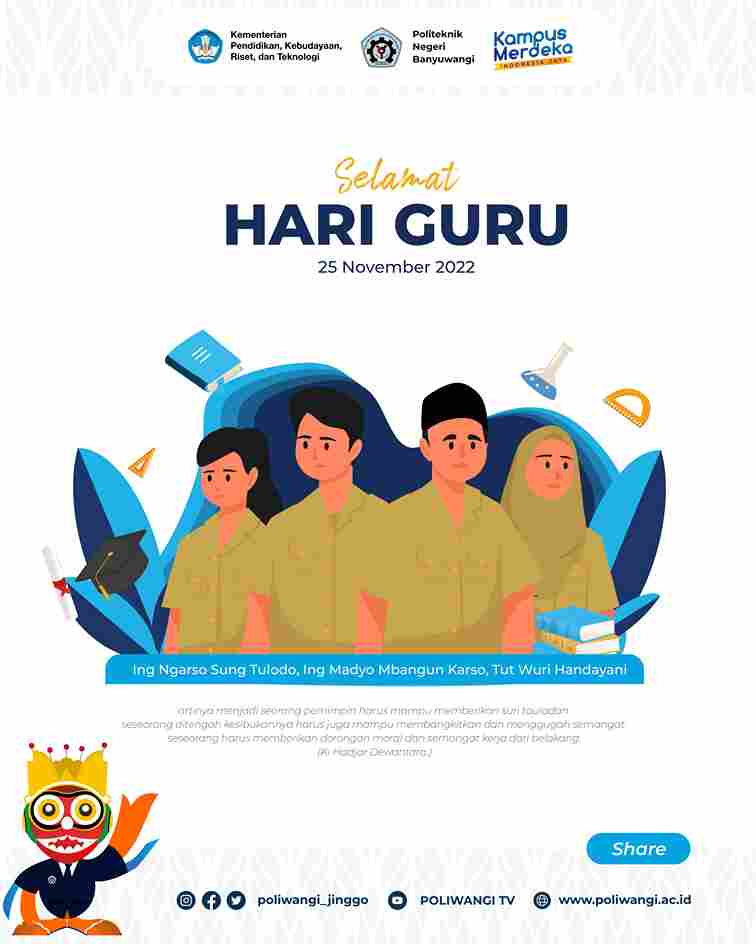 Kementerian
Pendidikan, Kebudayaan,
Riset, dan Teknologi
Politeknik
Negeri
Banyuwangi
Kampus
Merdeka
INDONESIA JAYA
Selamat
HARI GURU
25 November 2022
Ing Ngarso Sung Tulodo, Ing Madyo Mbangun Karso, Tut Wuri Handayani
artinya menjadi seorang pemimpin harus mampu memberikan suri tauladan
seseorang ditengah kesibukannya harus juga mampu membangkitkan dan menggugah semangat
seseorang harus memberikan dorongan moral dan semangat kerja dari belakang.
(Ki Hadjar Dewantara.)
Share
poliwangi_jinggo
POLIWANGI TV
www.poliwangi.ac.id